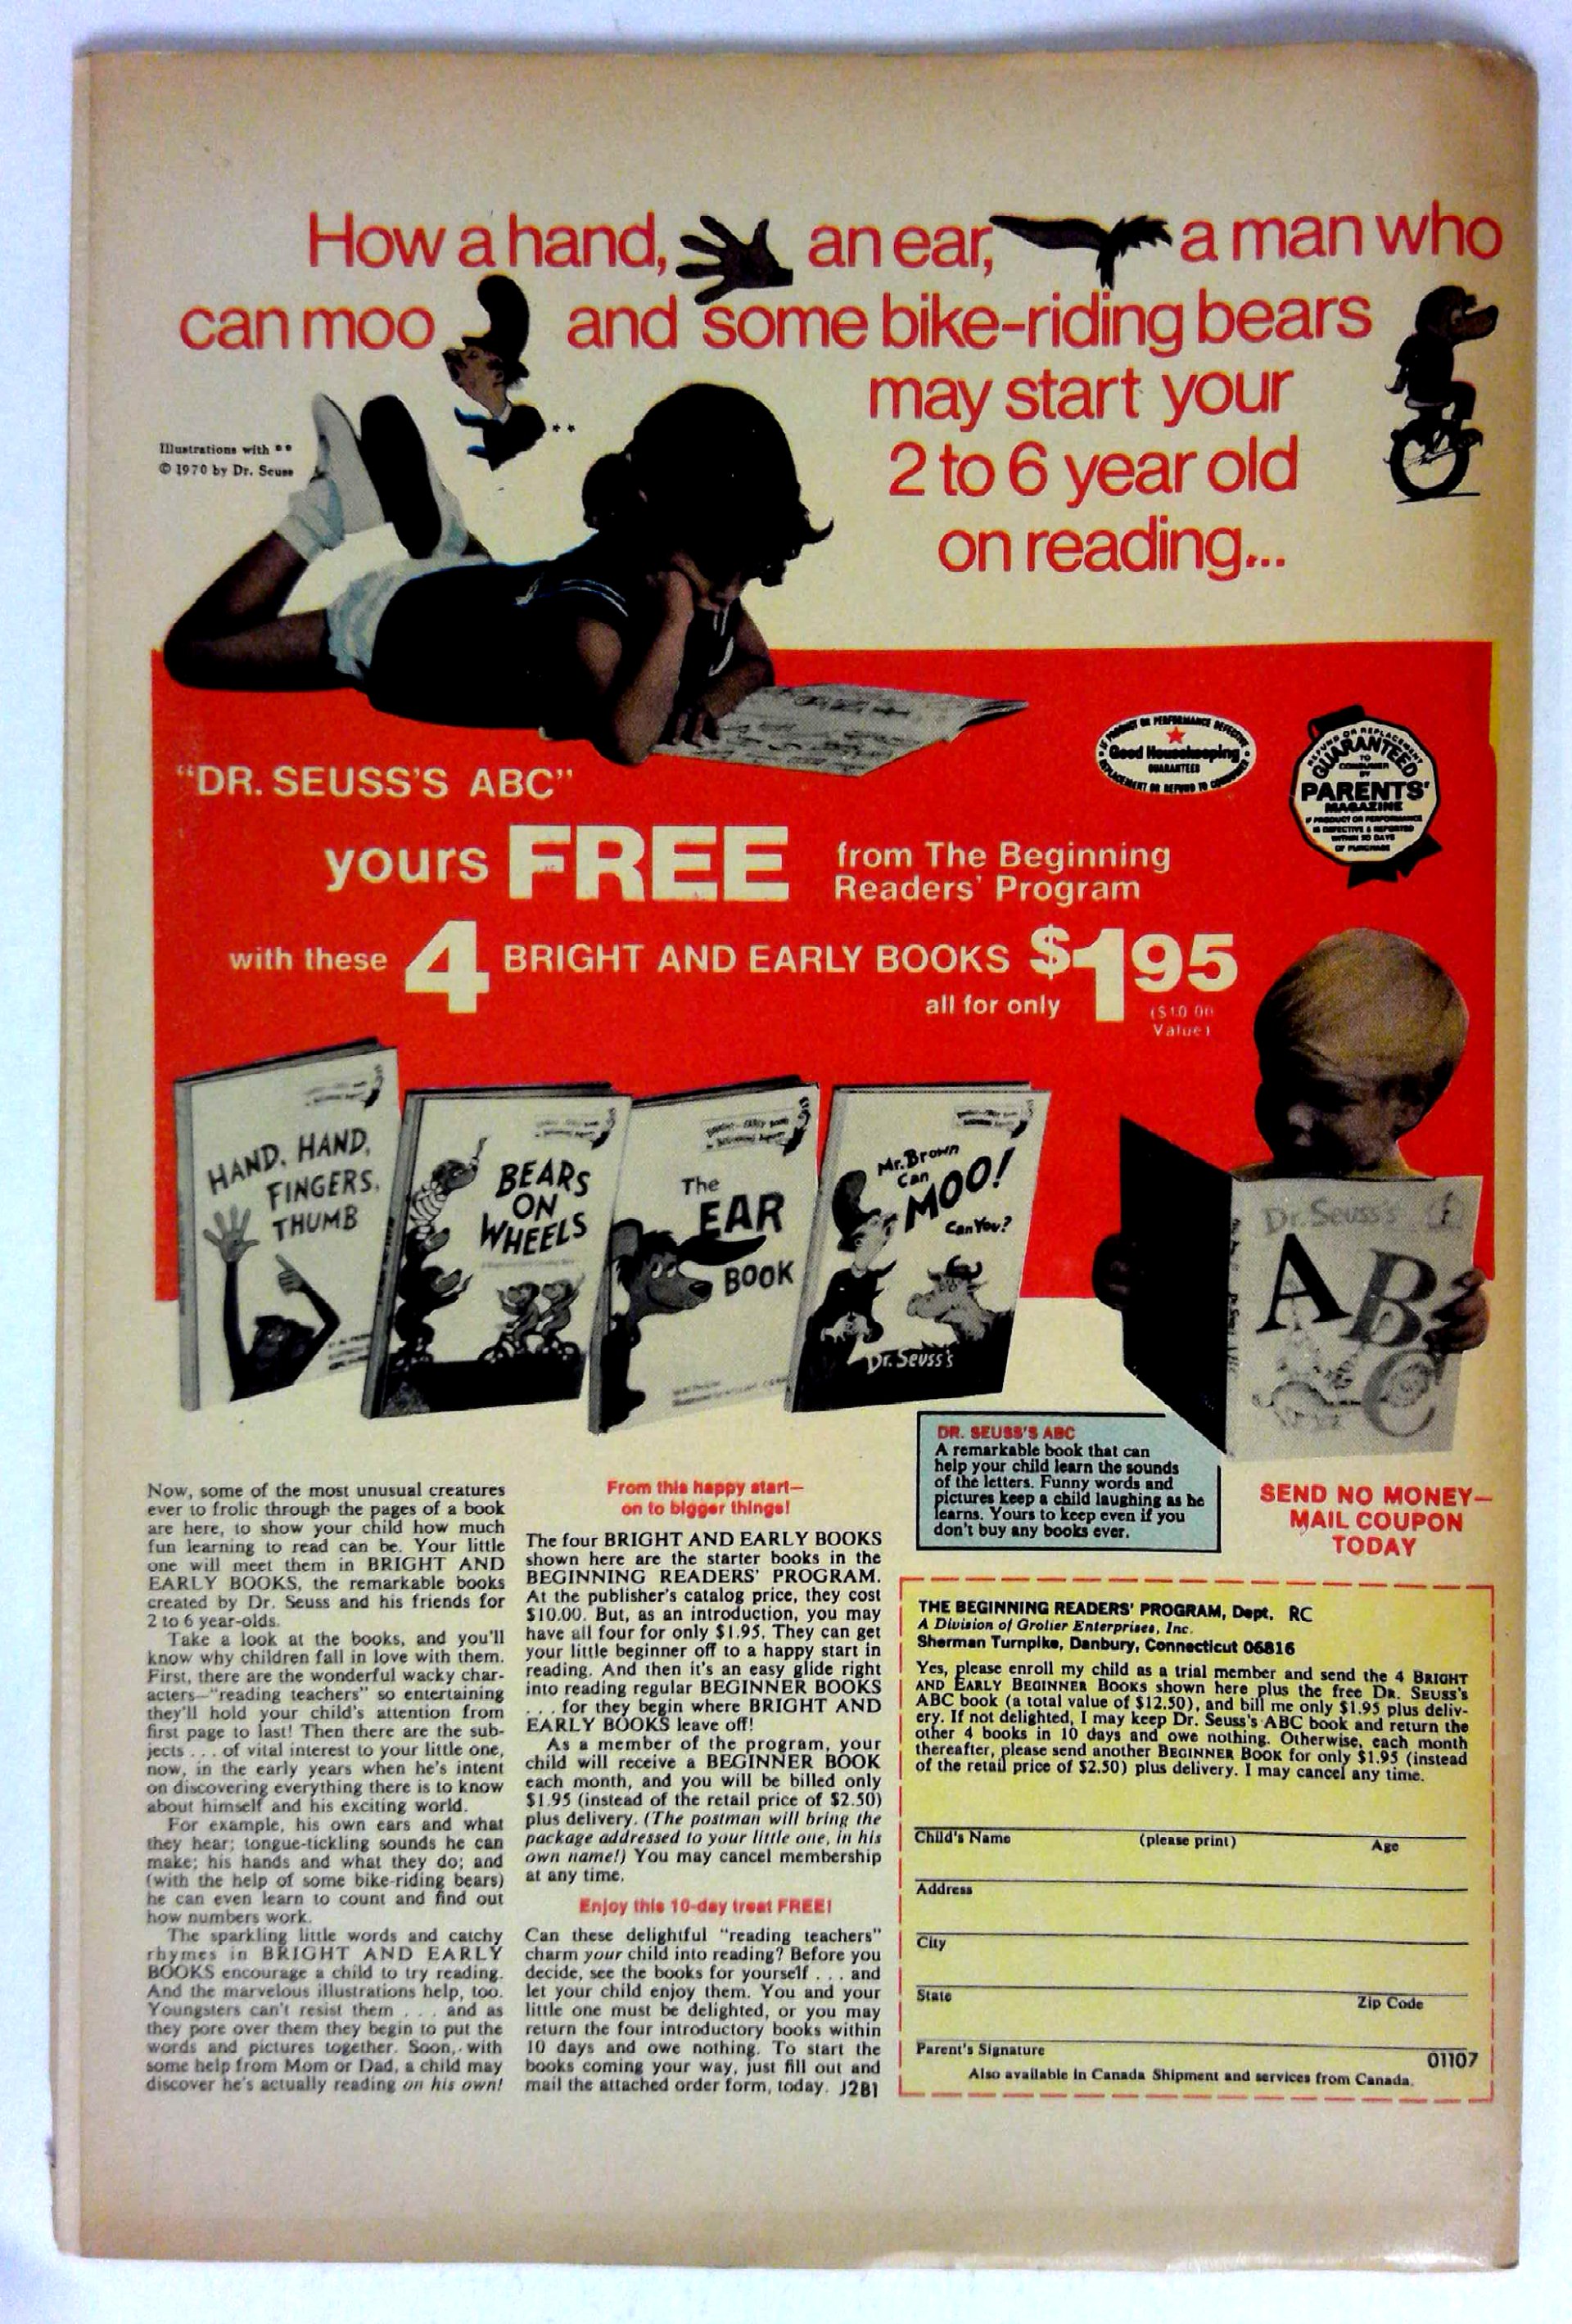 How a hand, an ear, a man who
can moo and some bike-riding bears
may start your
2 to 6 year old
on reading...
**
Illustrations with **
© 1970 by Dr. Seuss
"DR. SEUSS'S ABC"
yours FREE from The Beginning
Readers' Program
with these 4 BRIGHT AND EARLY BOOKS $1 95
all for only
($10.00
Value)
IF PRODUCT OR PERFORMANCE DEFECTIVE
Good Housekeeping
GUARANTEES
REPLACEMENT OR REFUND TO CONSUMER
REFUND OR REPLACEMENT
GUARANTEED
TO
CONSUMER
BY
PARENTS'
MAGAZINE
IF PRODUCT OR PERFORMANCE
IS DEFECTIVE & REPORTED
WITHIN 30 DAYS
OF PURCHASE
HAND, HAND,
FINGERS,
THUMB
BEARS
ON
WHEELS
The
EAR
BOOK
Mr. Brown
Can
MOO!
Can You?
Dr. Seuss's
Dr. Seuss's
ABC
DR. SEUSS'S ABC
A remarkable book that can
help your child learn the sounds
of the letters. Funny words and
pictures keep a child laughing as he
learns. Yours to keep even if you
don't buy any books ever.
SEND NO MONEY—
MAIL COUPON
TODAY
Now, some of the most unusual creatures
ever to frolic through the pages of a book
are here, to show your child how much
fun learning to read can be. Your little
one will meet them in BRIGHT AND
EARLY BOOKS, the remarkable books
created by Dr. Seuss and his friends for
2 to 6 year-olds.
Take a look at the books, and you'll
know why children fall in love with them.
First, there are the wonderful wacky char-
acters—"reading teachers" so entertaining
they'll hold your child's attention from
first page to last! Then there are the sub-
jects . . . of vital interest to your little one,
now, in the early years when he's intent
on discovering everything there is to know
about himself and his exciting world.
For example, his own ears and what
they hear; tongue-tickling sounds he can
make; his hands and what they do; and
(with the help of some bike-riding bears)
he can even learn to count and find out
how numbers work.
The sparkling little words and catchy
rhymes in BRIGHT AND EARLY
BOOKS encourage a child to try reading.
And the marvelous illustrations help, too.
Youngsters can't resist them . . . and as
they pore over them they begin to put the
words and pictures together. Soon, with
some help from Mom or Dad, a child may
discover he's actually reading on his own!
From this happy start—
on to bigger things!
The four BRIGHT AND EARLY BOOKS
shown here are the starter books in the
BEGINNING READERS' PROGRAM.
At the publisher's catalog price, they cost
$10.00. But, as an introduction, you may
have all four for only $1.95. They can get
your little beginner off to a happy start in
reading. And then it's an easy glide right
into reading regular BEGINNER BOOKS
. . . for they begin where BRIGHT AND
EARLY BOOKS leave off!
As a member of the program, your
child will receive a BEGINNER BOOK
each month, and you will be billed only
$1.95 (instead of the retail price of $2.50)
plus delivery. (The postman will bring the
package addressed to your little one, in his
own name!) You may cancel membership
at any time.
Enjoy this 10-day treat FREE!
Can these delightful "reading teachers"
charm your child into reading? Before you
decide, see the books for yourself . . . and
let your child enjoy them. You and your
little one must be delighted, or you may
return the four introductory books within
10 days and owe nothing. To start the
books coming your way, just fill out and
mail the attached order form, today. J2B1
THE BEGINNING READERS' PROGRAM, Dept. RC
A Division of Grolier Enterprises, Inc.
Sherman Turnpike, Danbury, Connecticut 06816
Yes, please enroll my child as a trial member and send the 4 BRIGHT
AND EARLY BEGINNER BOOKS shown here plus the free DR. SEUSS'S
ABC book (a total value of $12.50), and bill me only $1.95 plus deliv-
ery. If not delighted, I may keep Dr. Seuss's ABC book and return the
other 4 books in 10 days and owe nothing. Otherwise, each month
thereafter, please send another BEGINNER BOOK for only $1.95 (instead
of the retail price of $2.50) plus delivery. I may cancel any time.
Child's Name (please print) Age
Address
City
State Zip Code
Parent's Signature
01107
Also available in Canada Shipment and services from Canada.